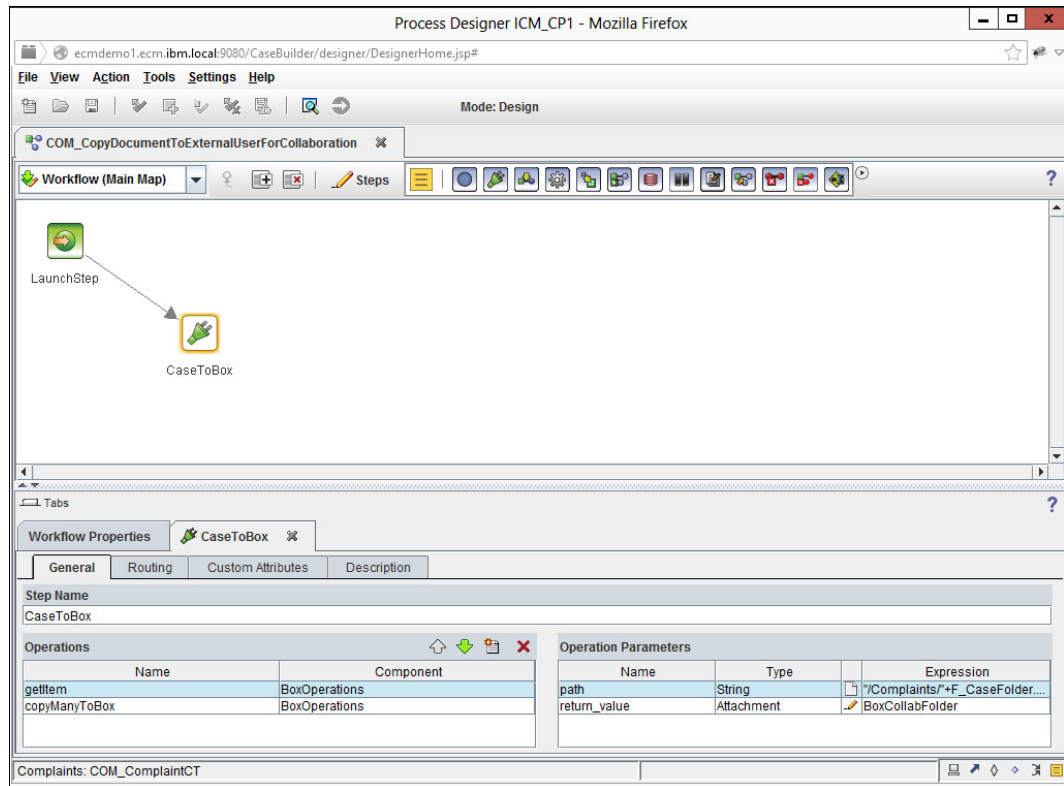 Process Designer ICM_CP1 - Mozilla Firefox
ecmdemo1.ecm.ibm.local:9080/CaseBuilder/designer/DesignerHome.jsp#
File View Action Tools Settings Help
Mode: Design
COM_CopyDocumentToExternalUserForCollaboration
Workflow (Main Map) Steps ?
LaunchStep
CaseToBox
Tabs ?
Workflow Properties CaseToBox
General Routing Custom Attributes Description
Step Name
CaseToBox
Operations Operation Parameters
Name Component Name Type Expression
getItem BoxOperations path String "/Complaints/"+F_CaseFolder....
copyManyToBox BoxOperations return_value Attachment BoxCollabFolder
Complaints: COM_ComplaintCT